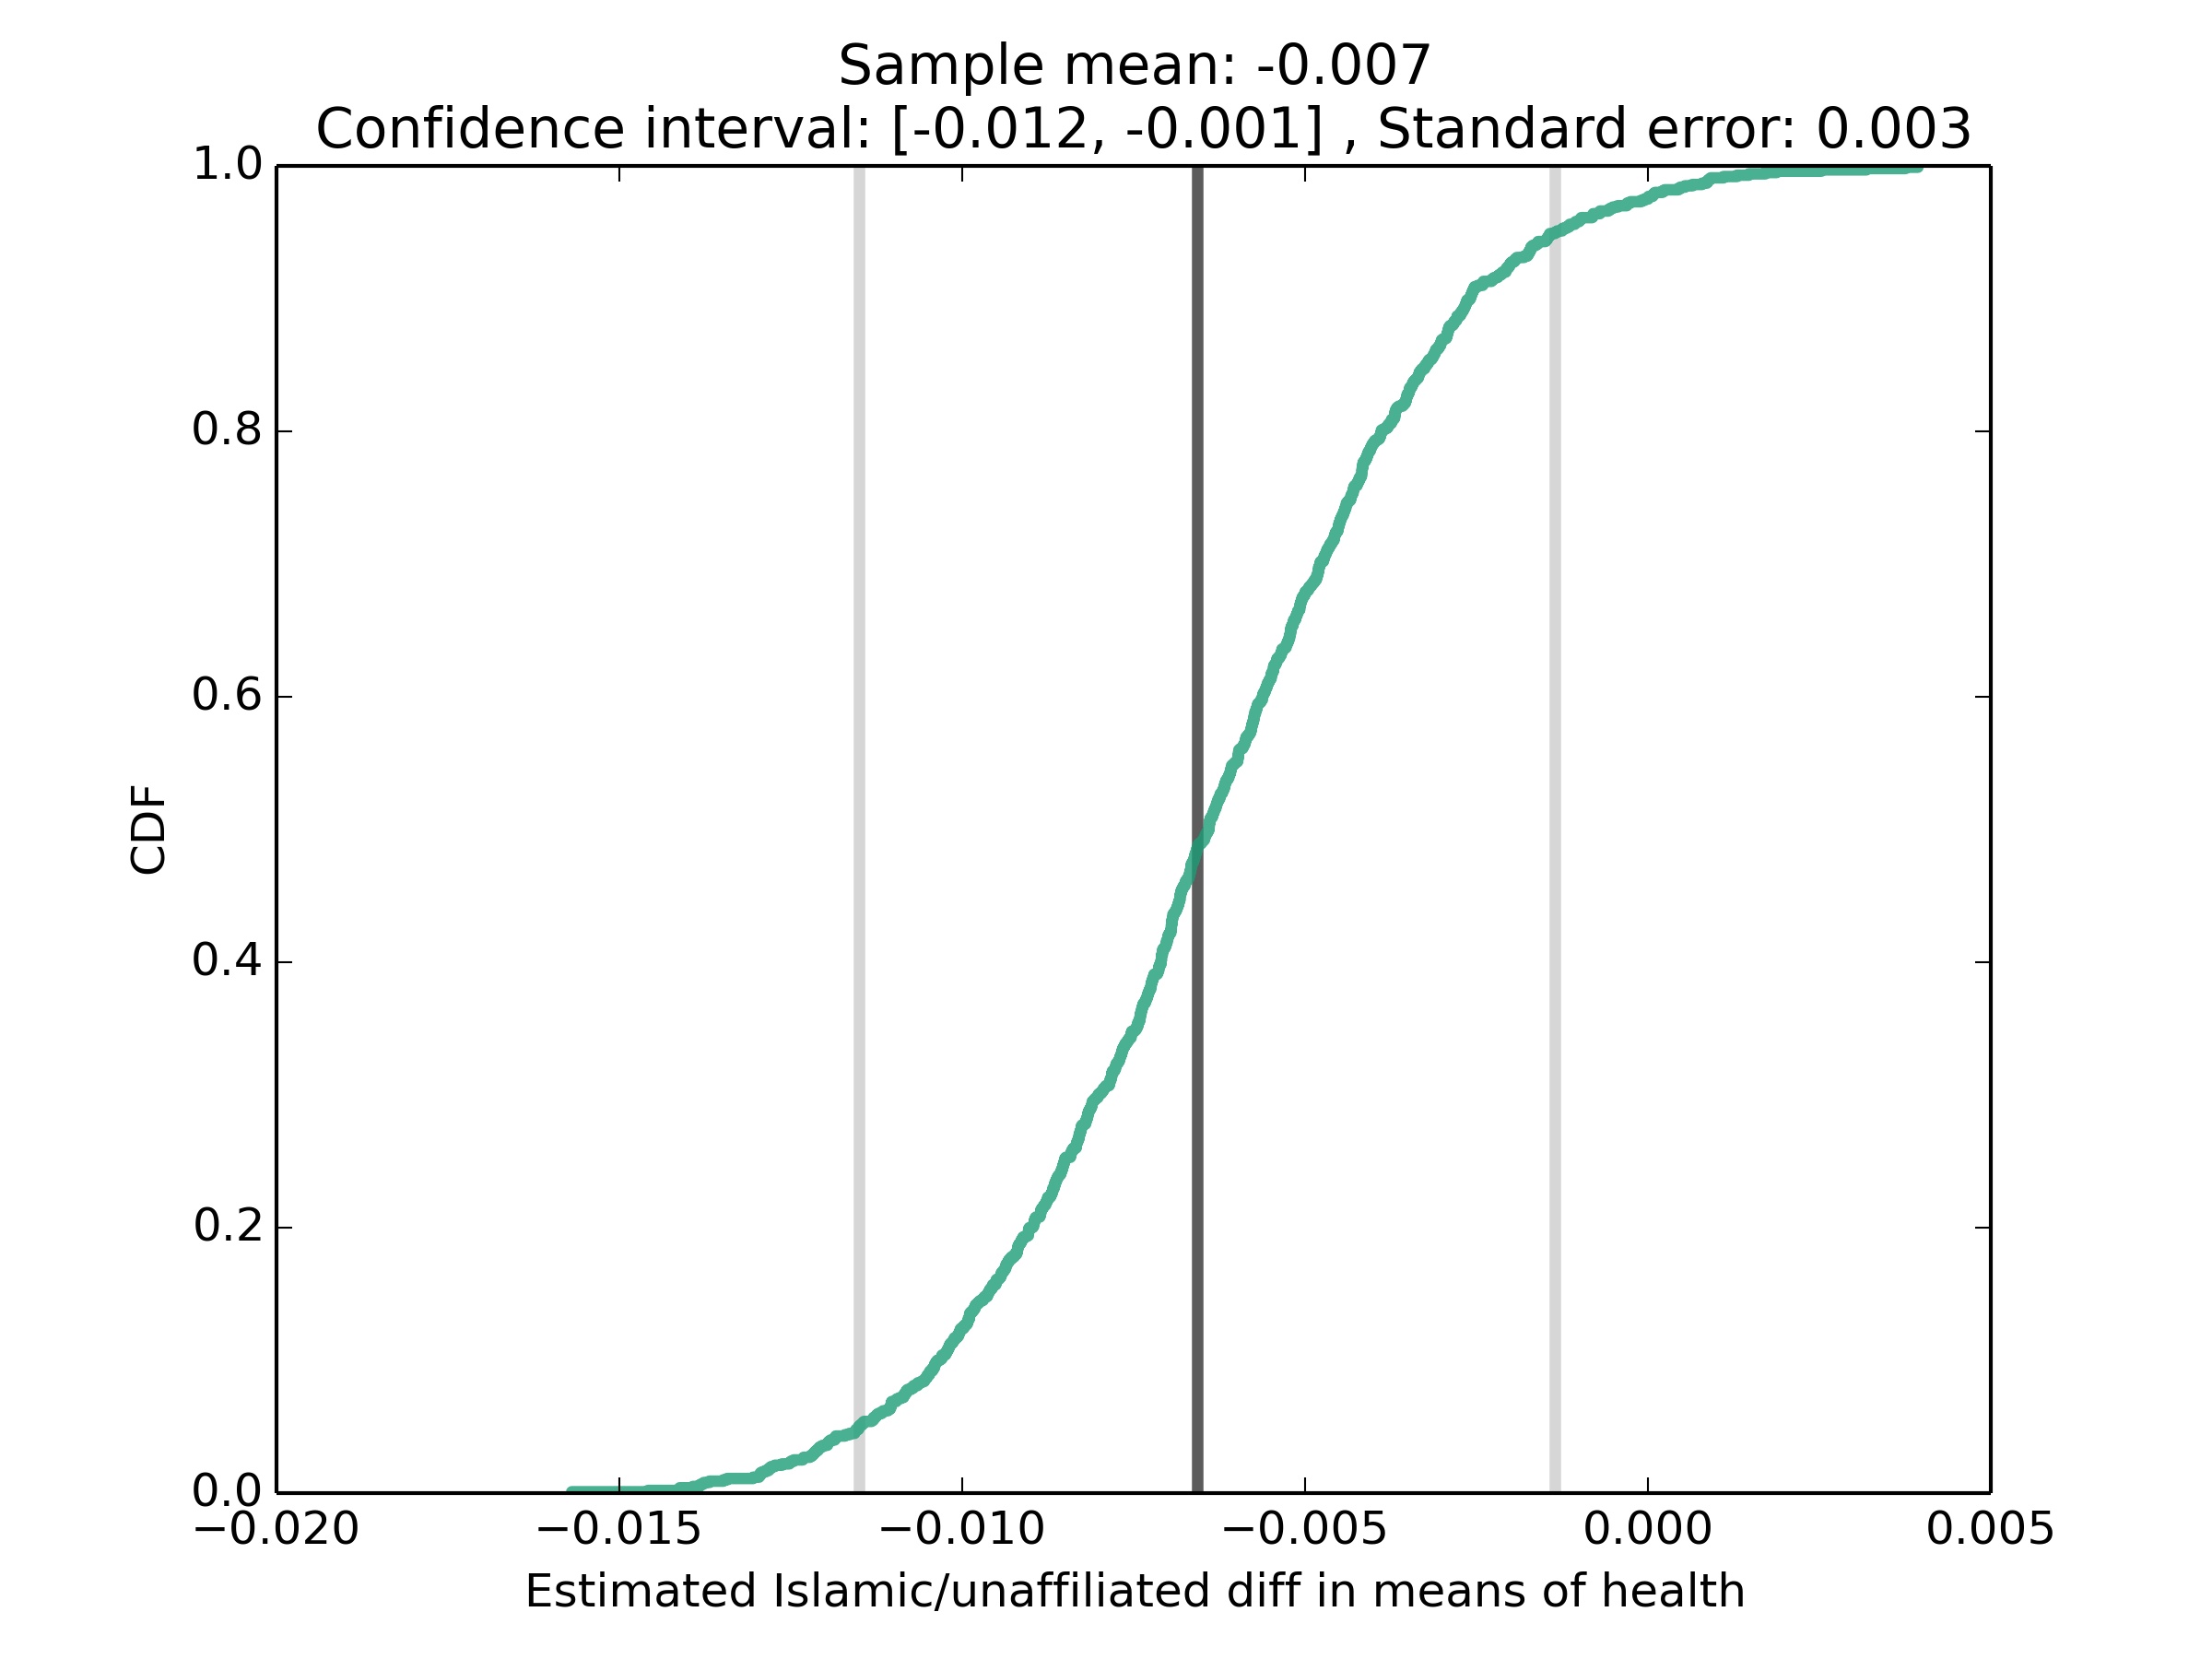 Sample mean: -0.007
Confidence interval: [-0.012, -0.001] , Standard error: 0.003
1.0
0.8
0.6
0.4
0.2
0.0
CDF
−0.020 −0.015 −0.010 −0.005 0.000 0.005
Estimated Islamic/unaffiliated diff in means of health